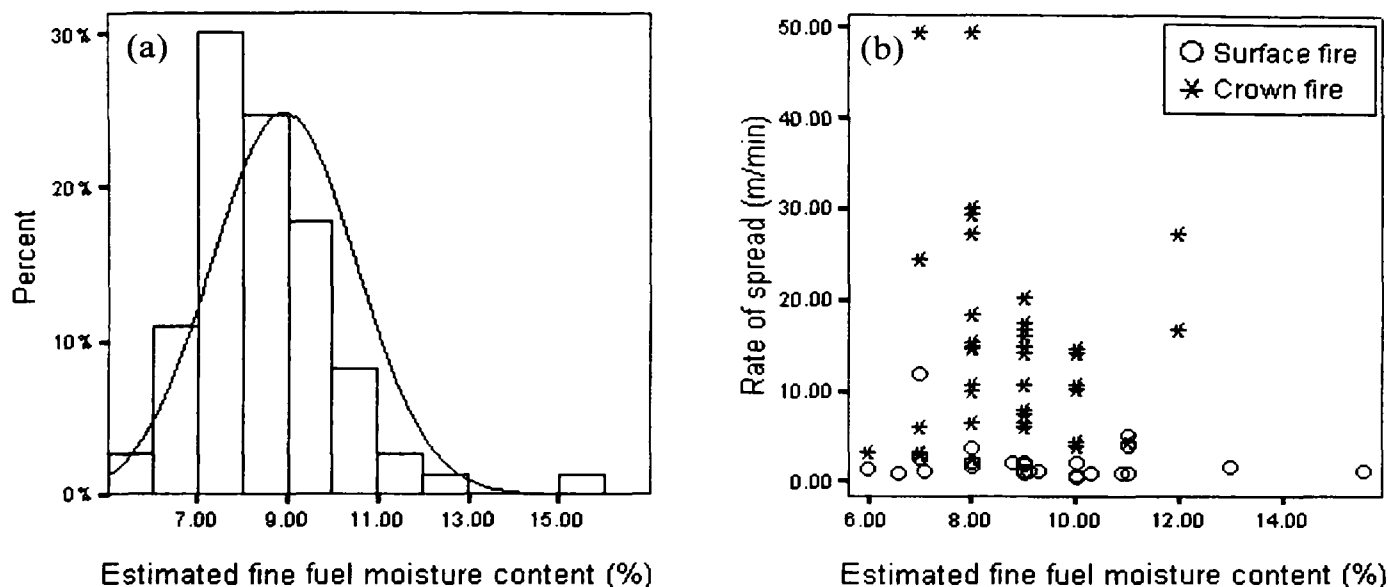 (a)
30%
20%
10%
0%
Percent
7.00 9.00 11.00 13.00 15.00
Estimated fine fuel moisture content (%)
(b)
Surface fire
Crown fire
50.00
40.00
30.00
20.00
10.00
0.00
Rate of spread (m/min)
6.00 8.00 10.00 12.00 14.00
Estimated fine fuel moisture content (%)